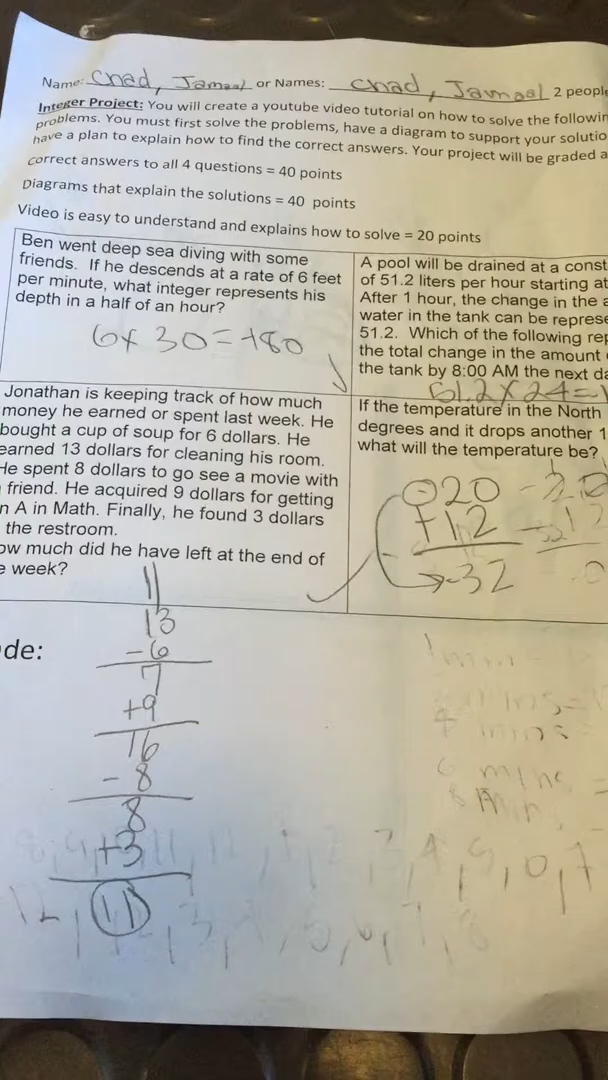 Name: Chad, Jamaal or Names: Chad, Jamaal 2 people
Integer Project: You will create a youtube video tutorial on how to solve the followin
problems. You must first solve the problems, have a diagram to support your solutio
have a plan to explain how to find the correct answers. Your project will be graded a
correct answers to all 4 questions = 40 points
Diagrams that explain the solutions = 40 points
Video is easy to understand and explains how to solve = 20 points
Ben went deep sea diving with some
friends. If he descends at a rate of 6 feet
per minute, what integer represents his
depth in a half of an hour?
6 x 30 = -180
A pool will be drained at a const
of 51.2 liters per hour starting at
After 1 hour, the change in the a
water in the tank can be represe
51.2. Which of the following rep
the total change in the amount
the tank by 8:00 AM the next da
51.2 x 24 =
Jonathan is keeping track of how much
money he earned or spent last week. He
bought a cup of soup for 6 dollars. He
earned 13 dollars for cleaning his room.
He spent 8 dollars to go see a movie with
friend. He acquired 9 dollars for getting
n A in Math. Finally, he found 3 dollars
the restroom.
ow much did he have left at the end of
e week?
If the temperature in the North
degrees and it drops another 1
what will the temperature be?
-20
+12
-32
11
13
-6
7
+9
16
-8
8
+3
11
de: